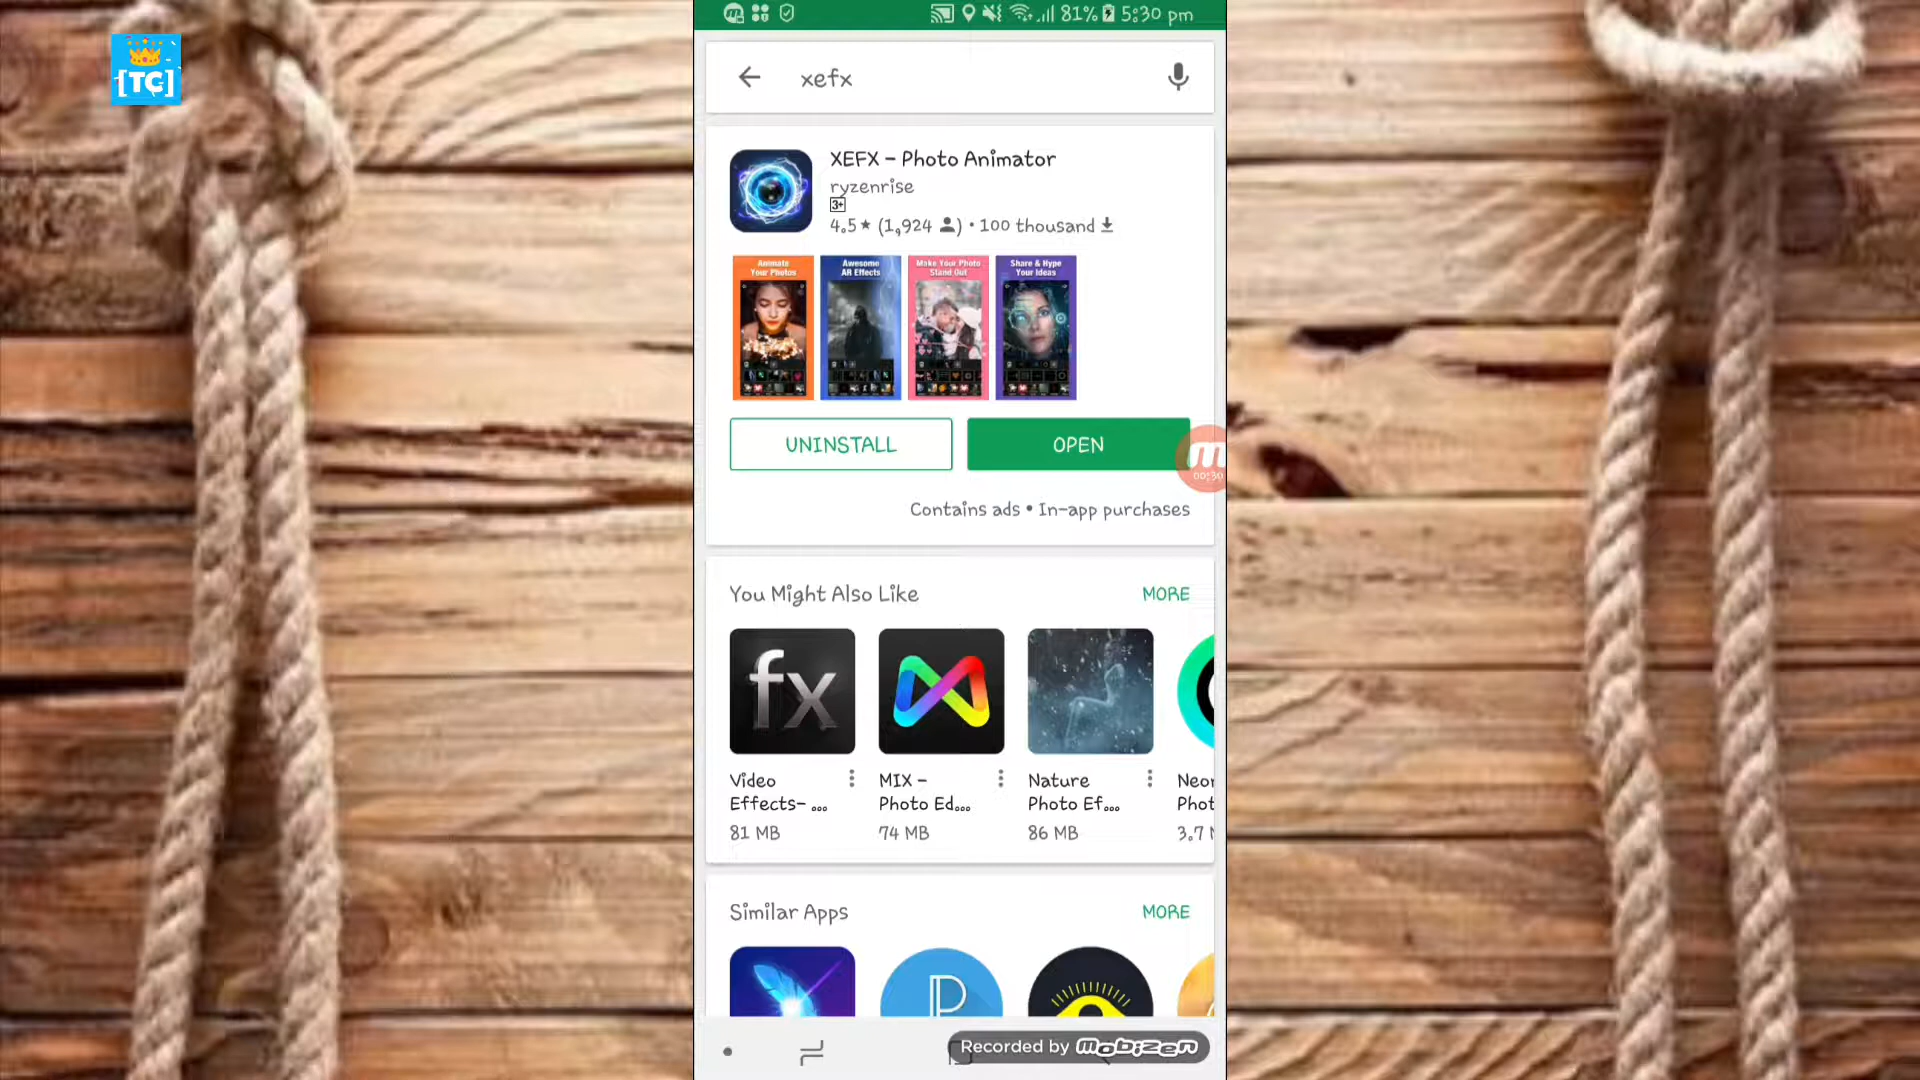 [TC]
81% 5:30 pm
xefx
XEFX - Photo Animator
ryzenrise
3+
4.5★ (1,924 ) • 100 thousand
Animate
Your Photos
Awesome
AR Effects
Make Your Photo
Stand Out
Share & Hype
Your Ideas
UNINSTALL
OPEN
00:30
Contains ads • In-app purchases
You Might Also Like
MORE
fx
Video
Effects- ...
81 MB
MIX -
Photo Ed...
74 MB
Nature
Photo Ef...
86 MB
Neon
Phot
3.7 M
Similar Apps
MORE
Recorded by Mobizen